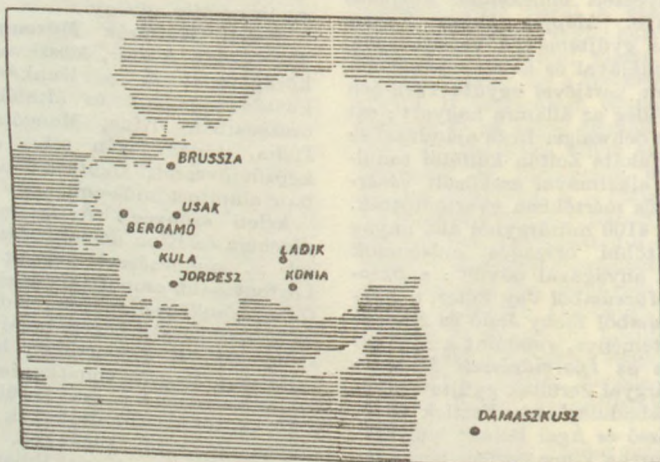 BRUSSZA
USAK
BERGAMÓ
KULA
LADIK
JORDESZ
KONIA
DAMASZKUSZ